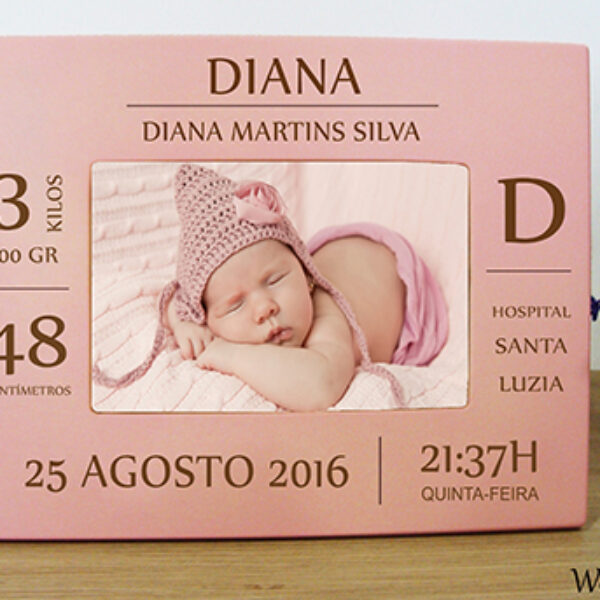 DIANA
DIANA MARTINS SILVA
3 KILOS
00 GR
48
D
HOSPITAL
SANTA
LUZIA
25 AGOSTO 2016
21:37H
QUINTA-FEIRA